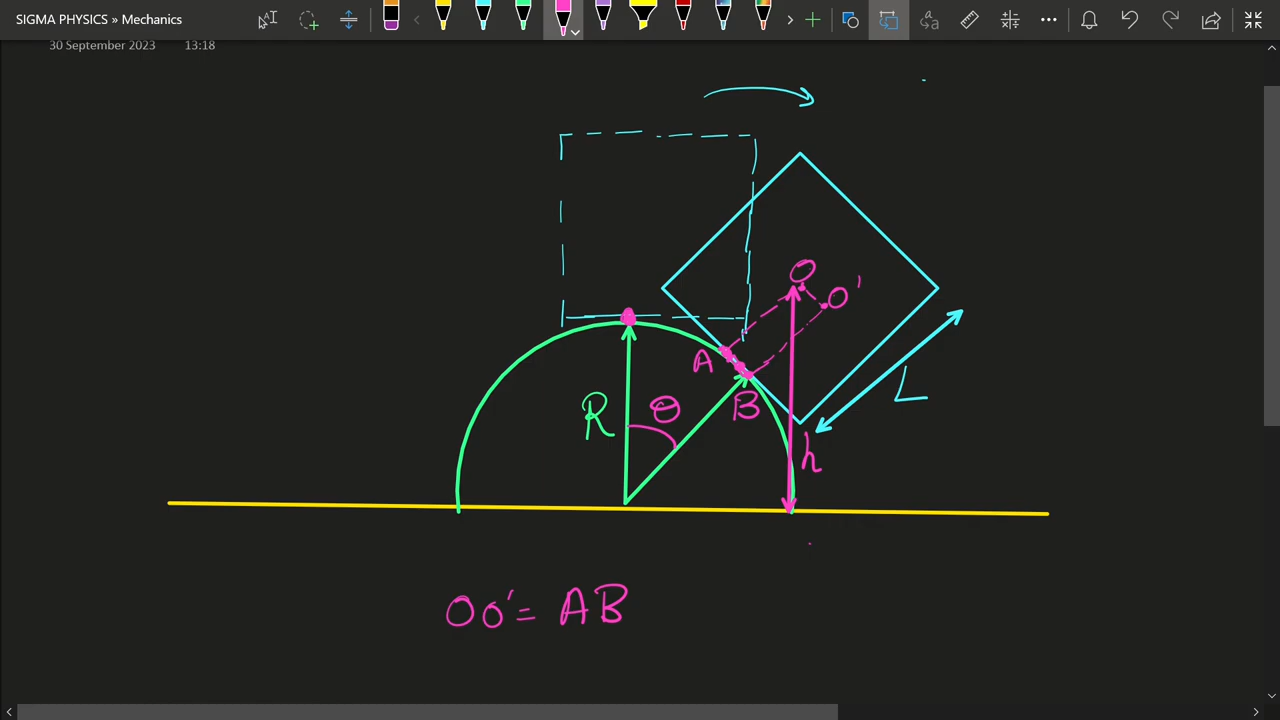 SIGMA PHYSICS » Mechanics
30 September 2023 13:18
O
O'
A
R
θ
B
L
h
OO' = AB